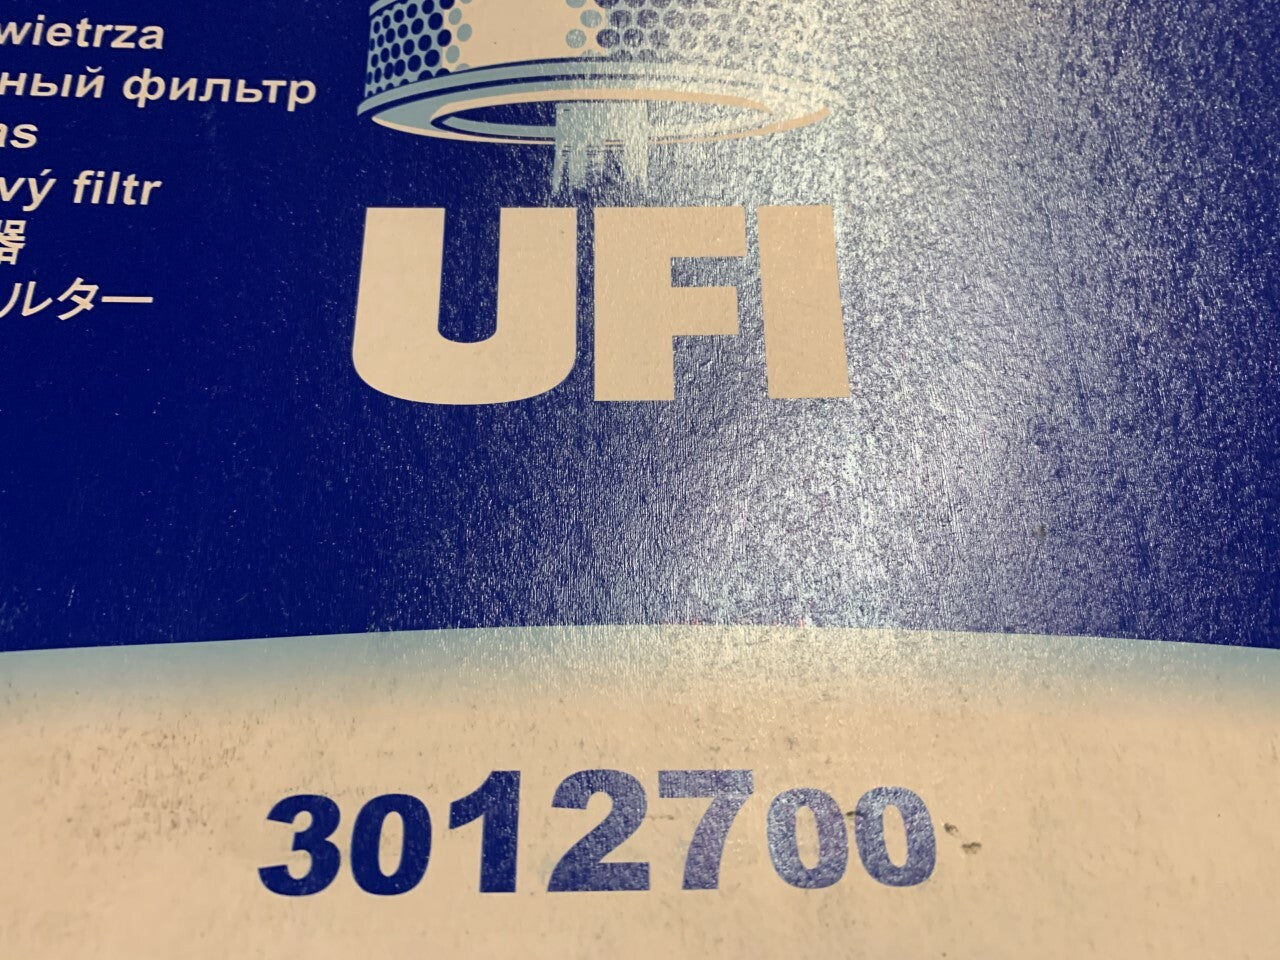 wietrza
ный фильтр
as
vý filtr
器
ルター
UFI
3012700